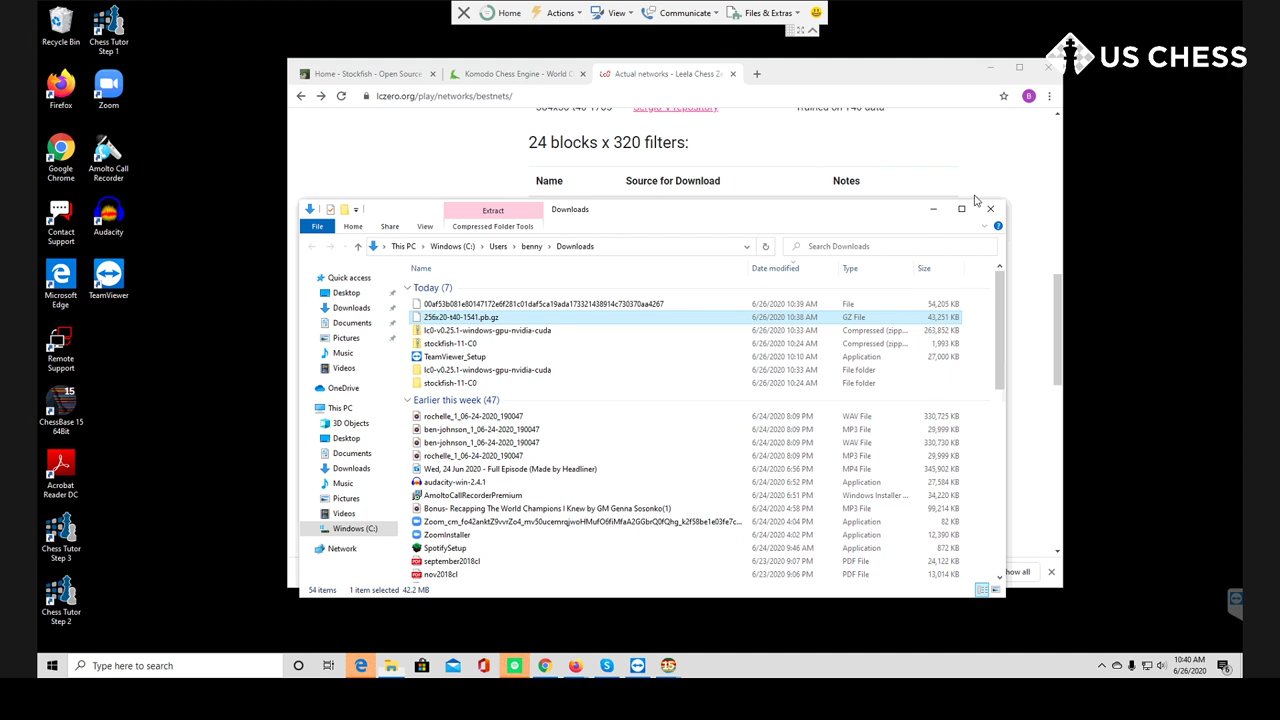 Home
Actions
View
Communicate
Files & Extras
US CHESS
Recycle Bin
Chess Tutor Step 1
Firefox
Zoom
Google Chrome
Amolto Call Recorder
Contact Support
Audacity
Microsoft Edge
TeamViewer
Remote Support
ChessBase 15 64Bit
Acrobat Reader DC
Chess Tutor Step 3
Chess Tutor Step 2
Home - Stockfish - Open Source
Komodo Chess Engine - World C
Actual networks - Leela Chess Ze
lczero.org/play/networks/bestnets/
B
24 blocks x 320 filters:
Name Source for Download Notes
Extract Downloads
File Home Share View Compressed Folder Tools
This PC > Windows (C:) > Users > benny > Downloads
Search Downloads
Quick access
Desktop
Downloads
Documents
Pictures
Music
Videos
OneDrive
This PC
3D Objects
Desktop
Documents
Downloads
Music
Pictures
Videos
Windows (C:)
Network
Name Date modified Type Size
Today (7)
00af53b081e80147172e6f281c01daf5ca19ada173321438914c730370aa4267 6/26/2020 10:39 AM File 54,205 KB
256x20-t40-1541.pb.gz 6/26/2020 10:38 AM GZ File 43,251 KB
lc0-v0.25.1-windows-gpu-nvidia-cuda 6/26/2020 10:33 AM Compressed (zipp... 263,852 KB
stockfish-11-C0 6/26/2020 10:24 AM Compressed (zipp... 1,993 KB
TeamViewer_Setup 6/26/2020 10:10 AM Application 27,000 KB
lc0-v0.25.1-windows-gpu-nvidia-cuda 6/26/2020 10:33 AM File folder
stockfish-11-C0 6/26/2020 10:24 AM File folder
Earlier this week (47)
rochelle_1_06-24-2020_190047 6/24/2020 8:09 PM WAV File 330,725 KB
ben-johnson_1_06-24-2020_190047 6/24/2020 8:09 PM MP3 File 29,999 KB
ben-johnson_1_06-24-2020_190047 6/24/2020 8:09 PM WAV File 330,730 KB
rochelle_1_06-24-2020_190047 6/24/2020 8:09 PM MP3 File 29,999 KB
Wed, 24 Jun 2020 - Full Episode (Made by Headliner) 6/24/2020 6:56 PM MP4 File 345,902 KB
audacity-win-2.4.1 6/24/2020 6:52 PM Application 27,584 KB
AmoltoCallRecorderPremium 6/24/2020 6:51 PM Windows Installer ... 34,220 KB
Bonus- Recapping The World Champions I Knew by GM Genna Sosonko(1) 6/24/2020 4:58 PM MP3 File 99,214 KB
6/24/2020 4:04 PM Application 82 KB
ZoomInstaller 6/24/2020 4:02 PM Application 12,390 KB
SpotifySetup 6/24/2020 9:46 AM Application 872 KB
september2018cl 6/23/2020 9:07 PM PDF File 24,122 KB
nov2018cl 6/23/2020 9:06 PM PDF File 13,014 KB
54 items 1 item selected 42.2 MB
how all
Type here to search
15
10:40 AM
6/26/2020